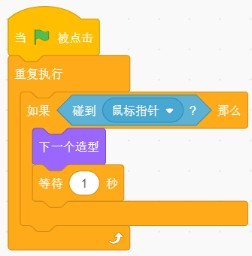 当 被点击
重复执行
如果 碰到 鼠标指针 ? 那么
下一个造型
等待 1 秒